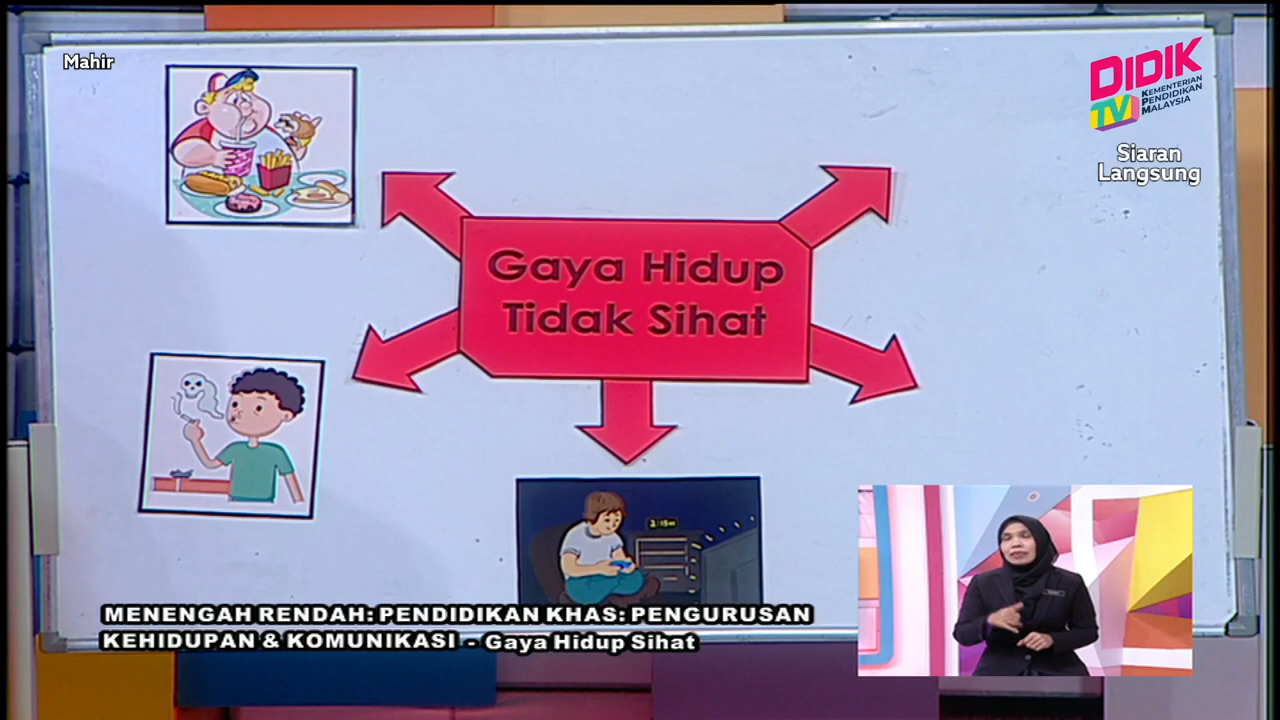 Mahir
DIDIK
TV
KEMENTERIAN
PENDIDIKAN
MALAYSIA
Siaran
Langsung
Gaya Hidup
Tidak Sihat
MENENGAH RENDAH: PENDIDIKAN KHAS: PENGURUSAN
KEHIDUPAN & KOMUNIKASI - Gaya Hidup Sihat